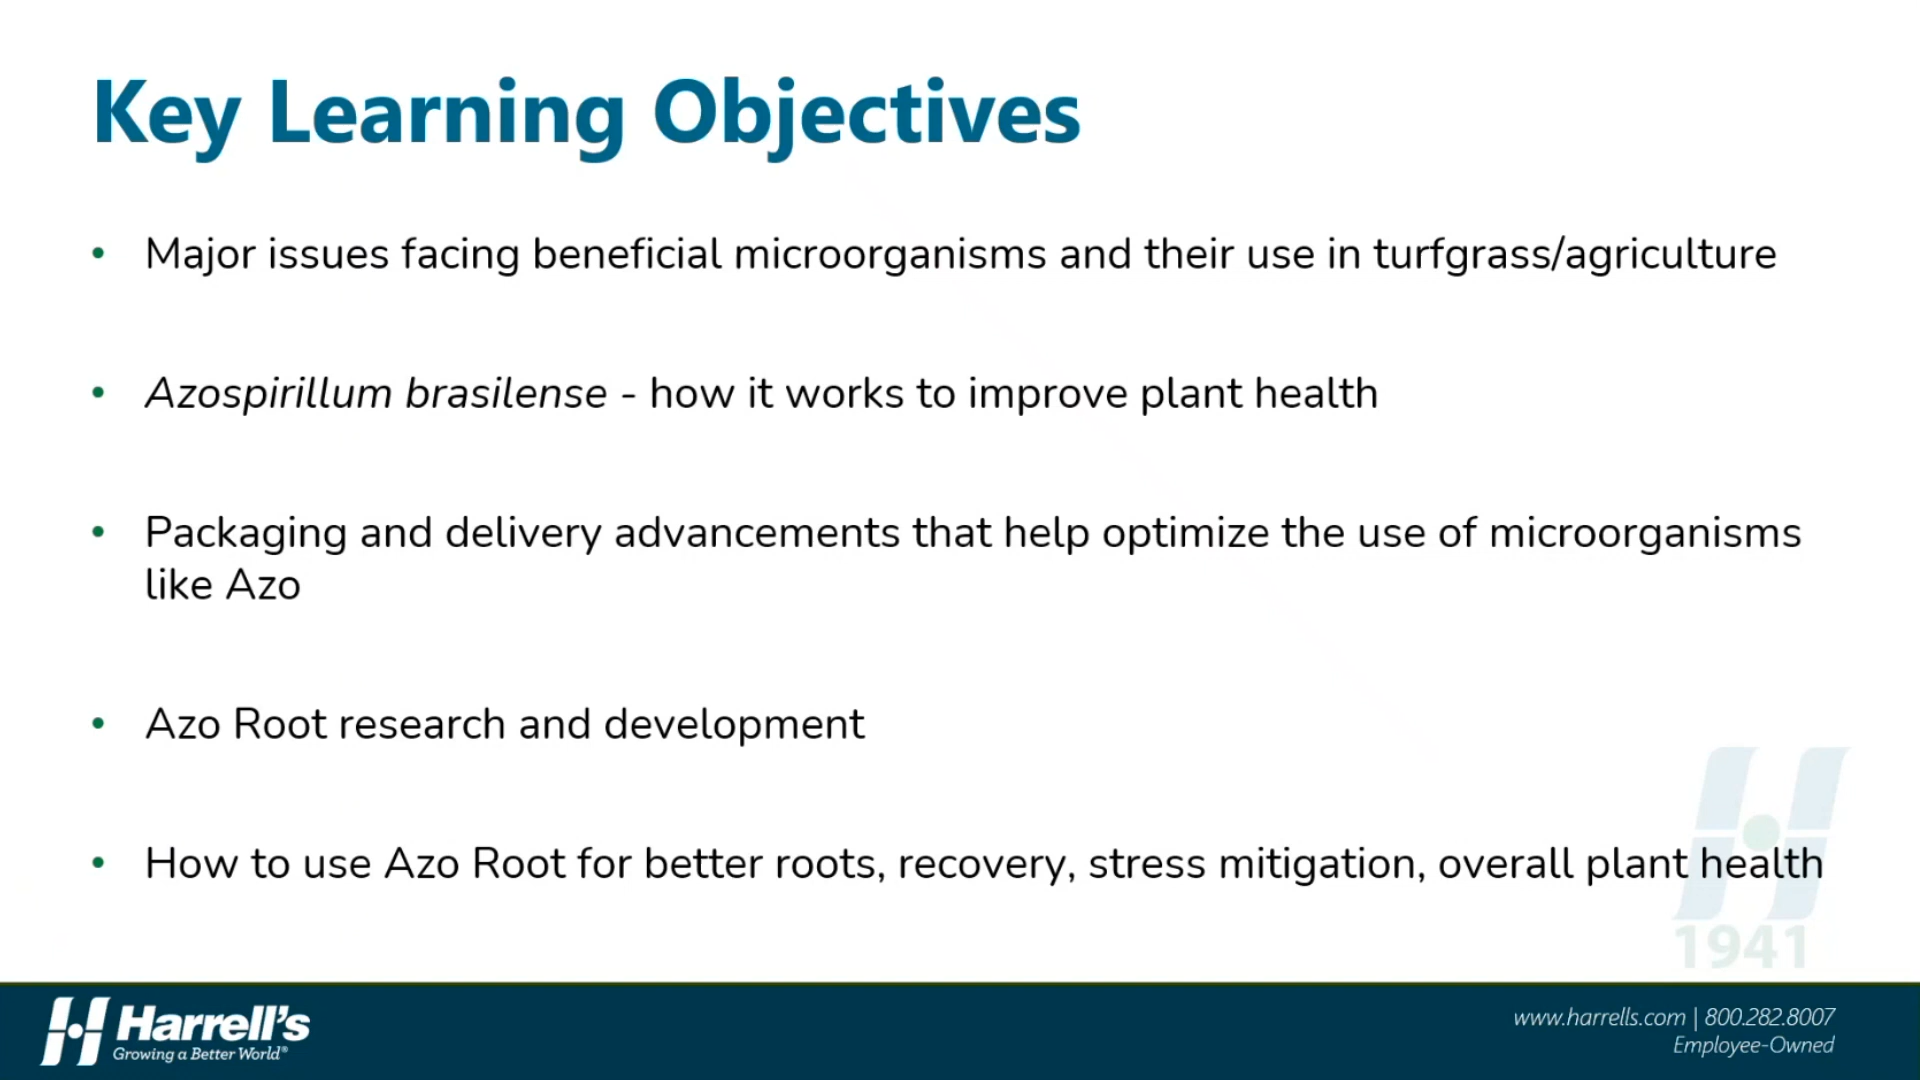 Key Learning Objectives
• Major issues facing beneficial microorganisms and their use in turfgrass/agriculture
• Azospirillum brasilense - how it works to improve plant health
• Packaging and delivery advancements that help optimize the use of microorganisms
like Azo
• Azo Root research and development
• How to use Azo Root for better roots, recovery, stress mitigation, overall plant health
1941
Harrell's
Growing a Better World®
www.harrells.com | 800.282.8007
Employee-Owned